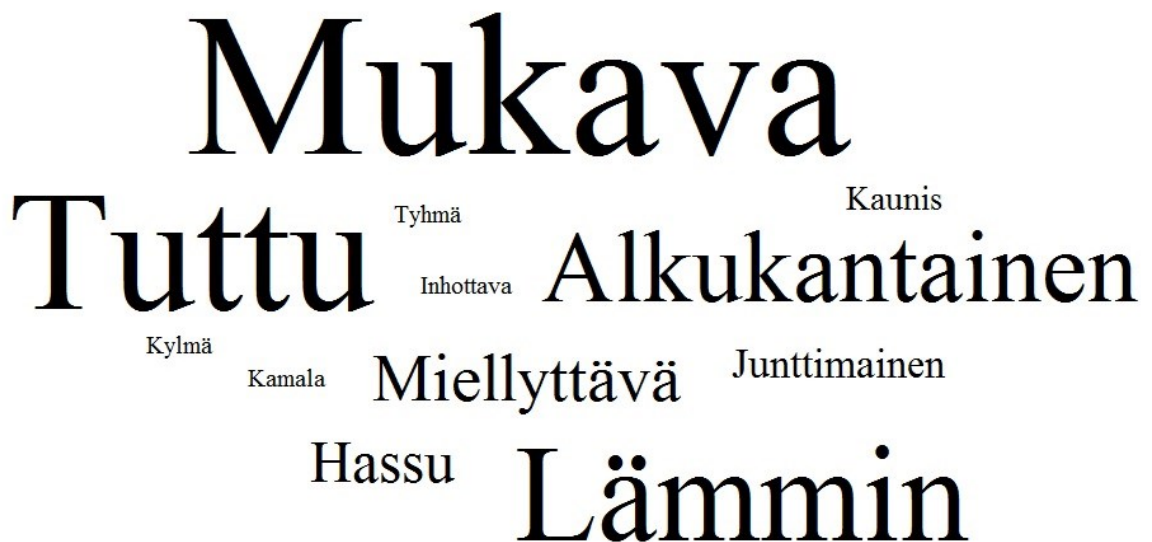 Mukava
Kaunis
Tuttu
Tyhmä
Alkukantainen
Inhottava
Kylmä
Kamala
Miellyttävä
Junttimainen
Hassu
Lämmin